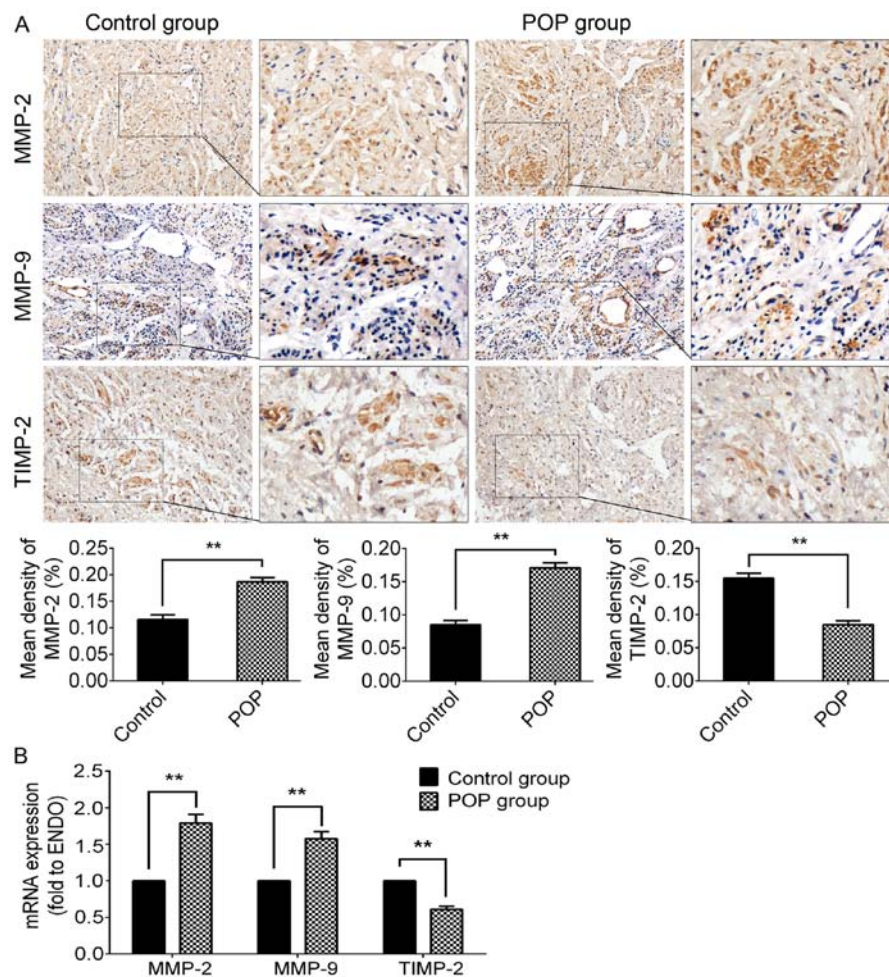 A
Control group
POP group
MMP-2
MMP-9
TIMP-2
Mean density of
MMP-2 (%)
0.25
0.20
0.15
0.10
0.05
0.00
**
Control
POP
Mean density of
MMP-9 (%)
0.20
0.15
0.10
0.05
0.00
**
Control
POP
Mean density of
TIMP-2 (%)
0.20
0.15
0.10
0.05
0.00
**
Control
POP
B
mRNA expression
(fold to ENDO)
2.5
2.0
1.5
1.0
0.5
0.0
**
**
**
Control group
POP group
MMP-2
MMP-9
TIMP-2